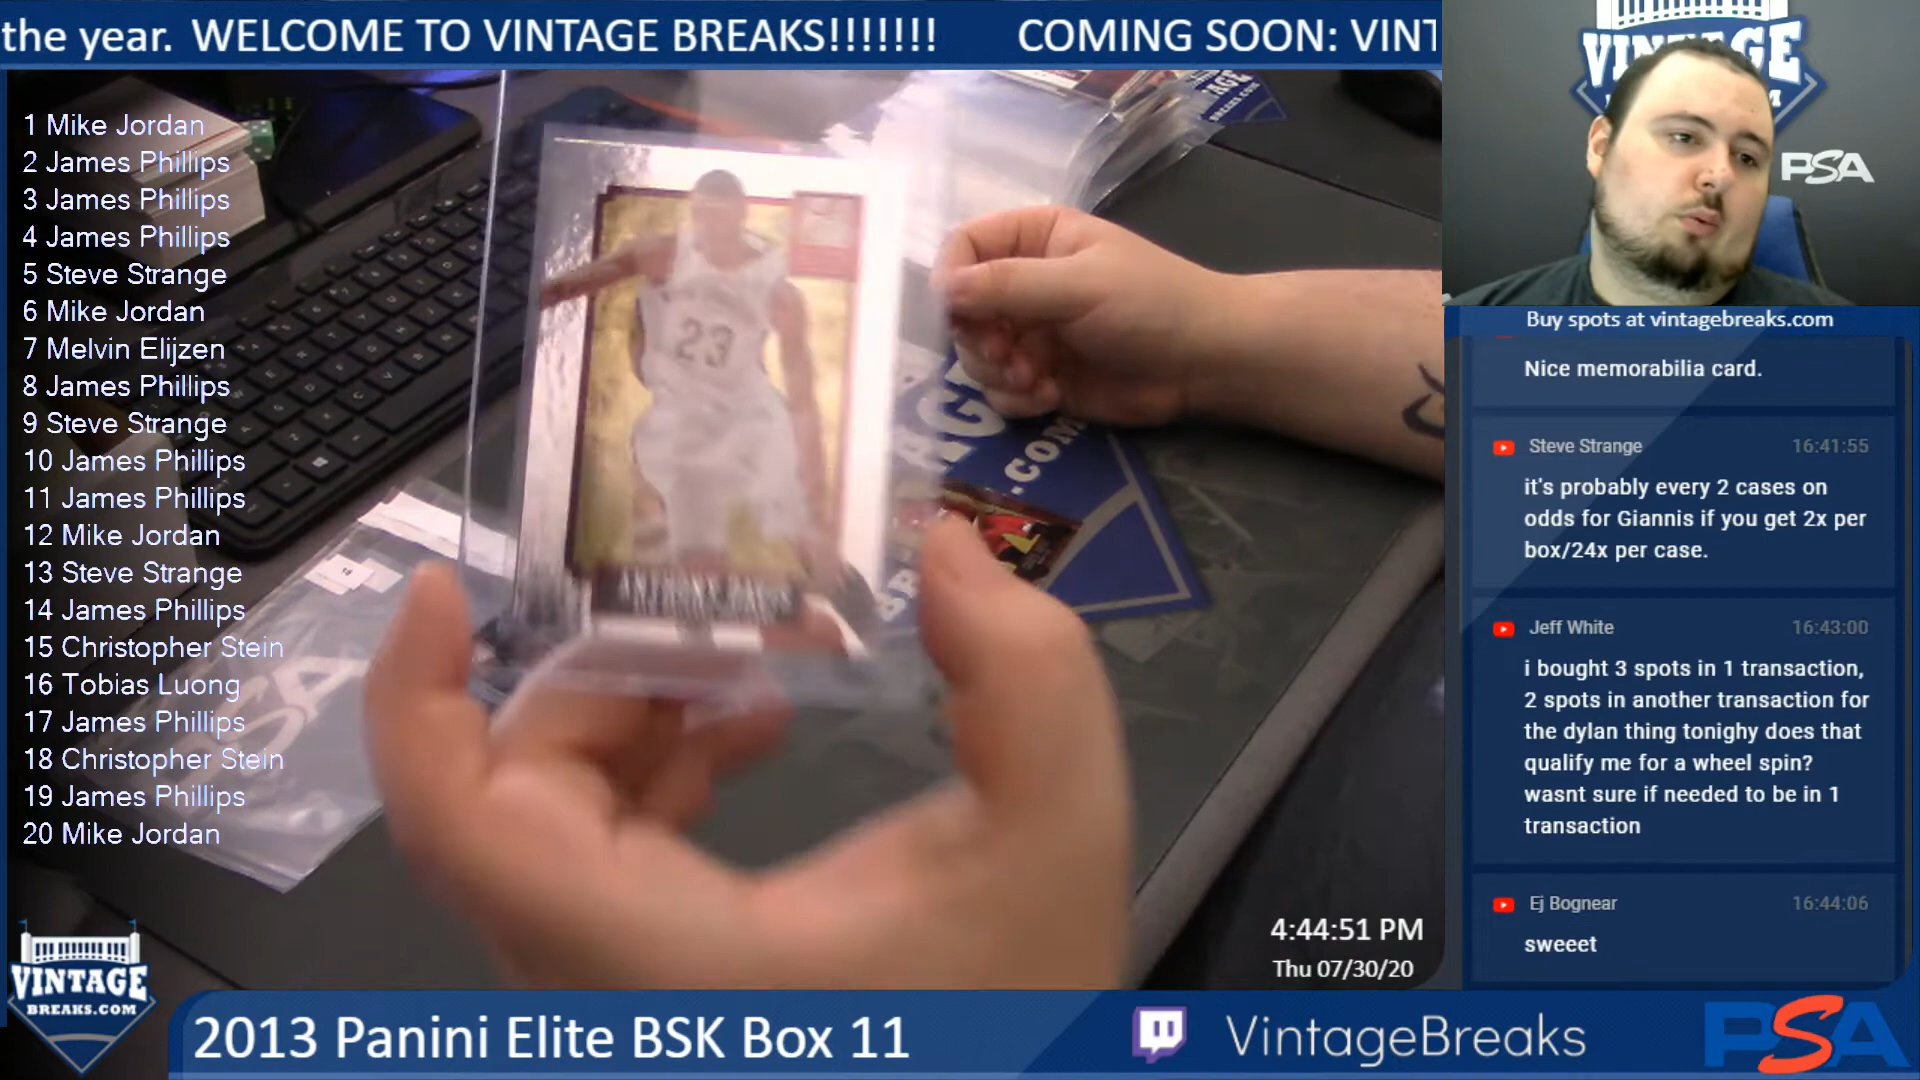 the year. WELCOME TO VINTAGE BREAKS!!!!!!! COMING SOON: VINT
1 Mike Jordan
2 James Phillips
3 James Phillips
4 James Phillips
5 Steve Strange
6 Mike Jordan
7 Melvin Elijzen
8 James Phillips
9 Steve Strange
10 James Phillips
11 James Phillips
12 Mike Jordan
13 Steve Strange
14 James Phillips
15 Christopher Stein
16 Tobias Luong
17 James Phillips
18 Christopher Stein
19 James Phillips
20 Mike Jordan
23
ANTHONY DAVIS
.COM
VINTAGE
PSA
Buy spots at vintagebreaks.com
Nice memorabilia card.
Steve Strange 16:41:55
it's probably every 2 cases on
odds for Giannis if you get 2x per
box/24x per case.
Jeff White 16:43:00
i bought 3 spots in 1 transaction,
2 spots in another transaction for
the dylan thing tonighy does that
qualify me for a wheel spin?
wasnt sure if needed to be in 1
transaction
Ej Bognear 16:44:06
sweeet
4:44:51 PM
Thu 07/30/20
VINTAGE
BREAKS.COM
2013 Panini Elite BSK Box 11
VintageBreaks
PSA